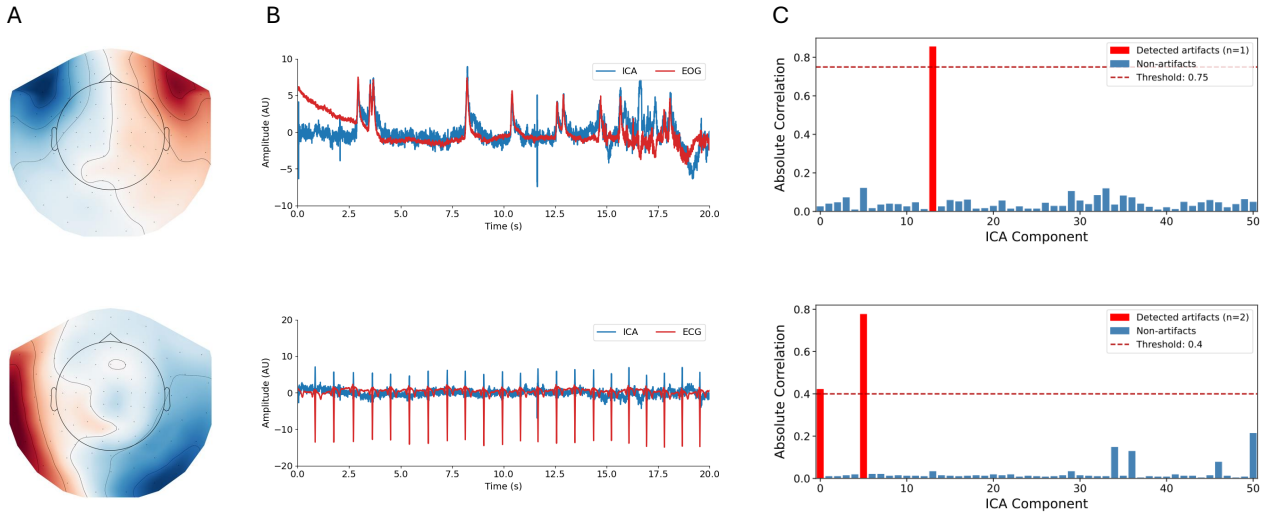 A
B
C
10
5
0
−5
−10
Amplitude (AU)
ICA
EOG
0.0 2.5 5.0 7.5 10.0 12.5 15.0 17.5 20.0
Time (s)
0.8
0.6
0.4
0.2
0.0
Absolute Correlation
Detected artifacts (n=1)
Non-artifacts
Threshold: 0.75
0 10 20 30 40 50
ICA Component
20
10
0
−10
−20
Amplitude (AU)
ICA
ECG
0.0 2.5 5.0 7.5 10.0 12.5 15.0 17.5 20.0
Time (s)
0.8
0.6
0.4
0.2
0.0
Absolute Correlation
Detected artifacts (n=2)
Non-artifacts
Threshold: 0.4
0 10 20 30 40 50
ICA Component